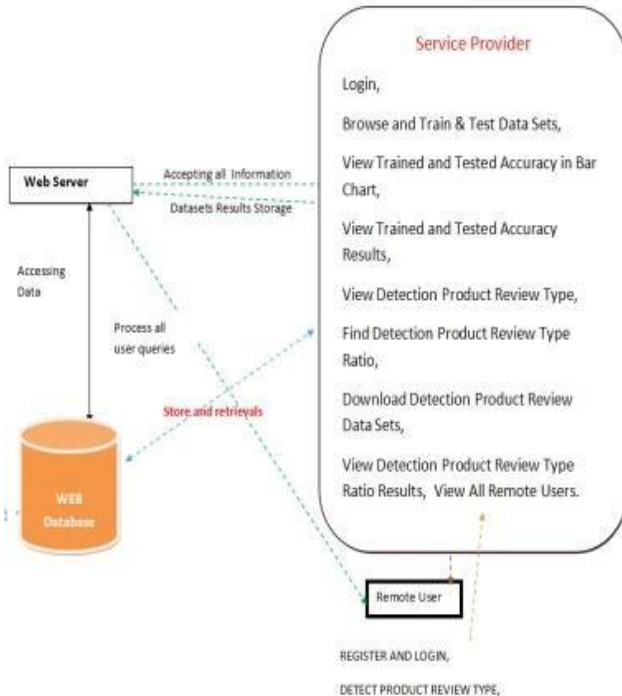 Service Provider
Login,
Browse and Train & Test Data Sets,
View Trained and Tested Accuracy in Bar
Chart,
View Trained and Tested Accuracy
Results,
View Detection Product Review Type,
Find Detection Product Review Type
Ratio,
Download Detection Product Review
Data Sets,
View Detection Product Review Type
Ratio Results, View All Remote Users.
Web Server
Accepting all Information
Datasets Results Storage
Accessing
Data
Process all
user queries
Store and retrievals
WEB
Database
Remote User
REGISTER AND LOGIN,
DETECT PRODUCT REVIEW TYPE,